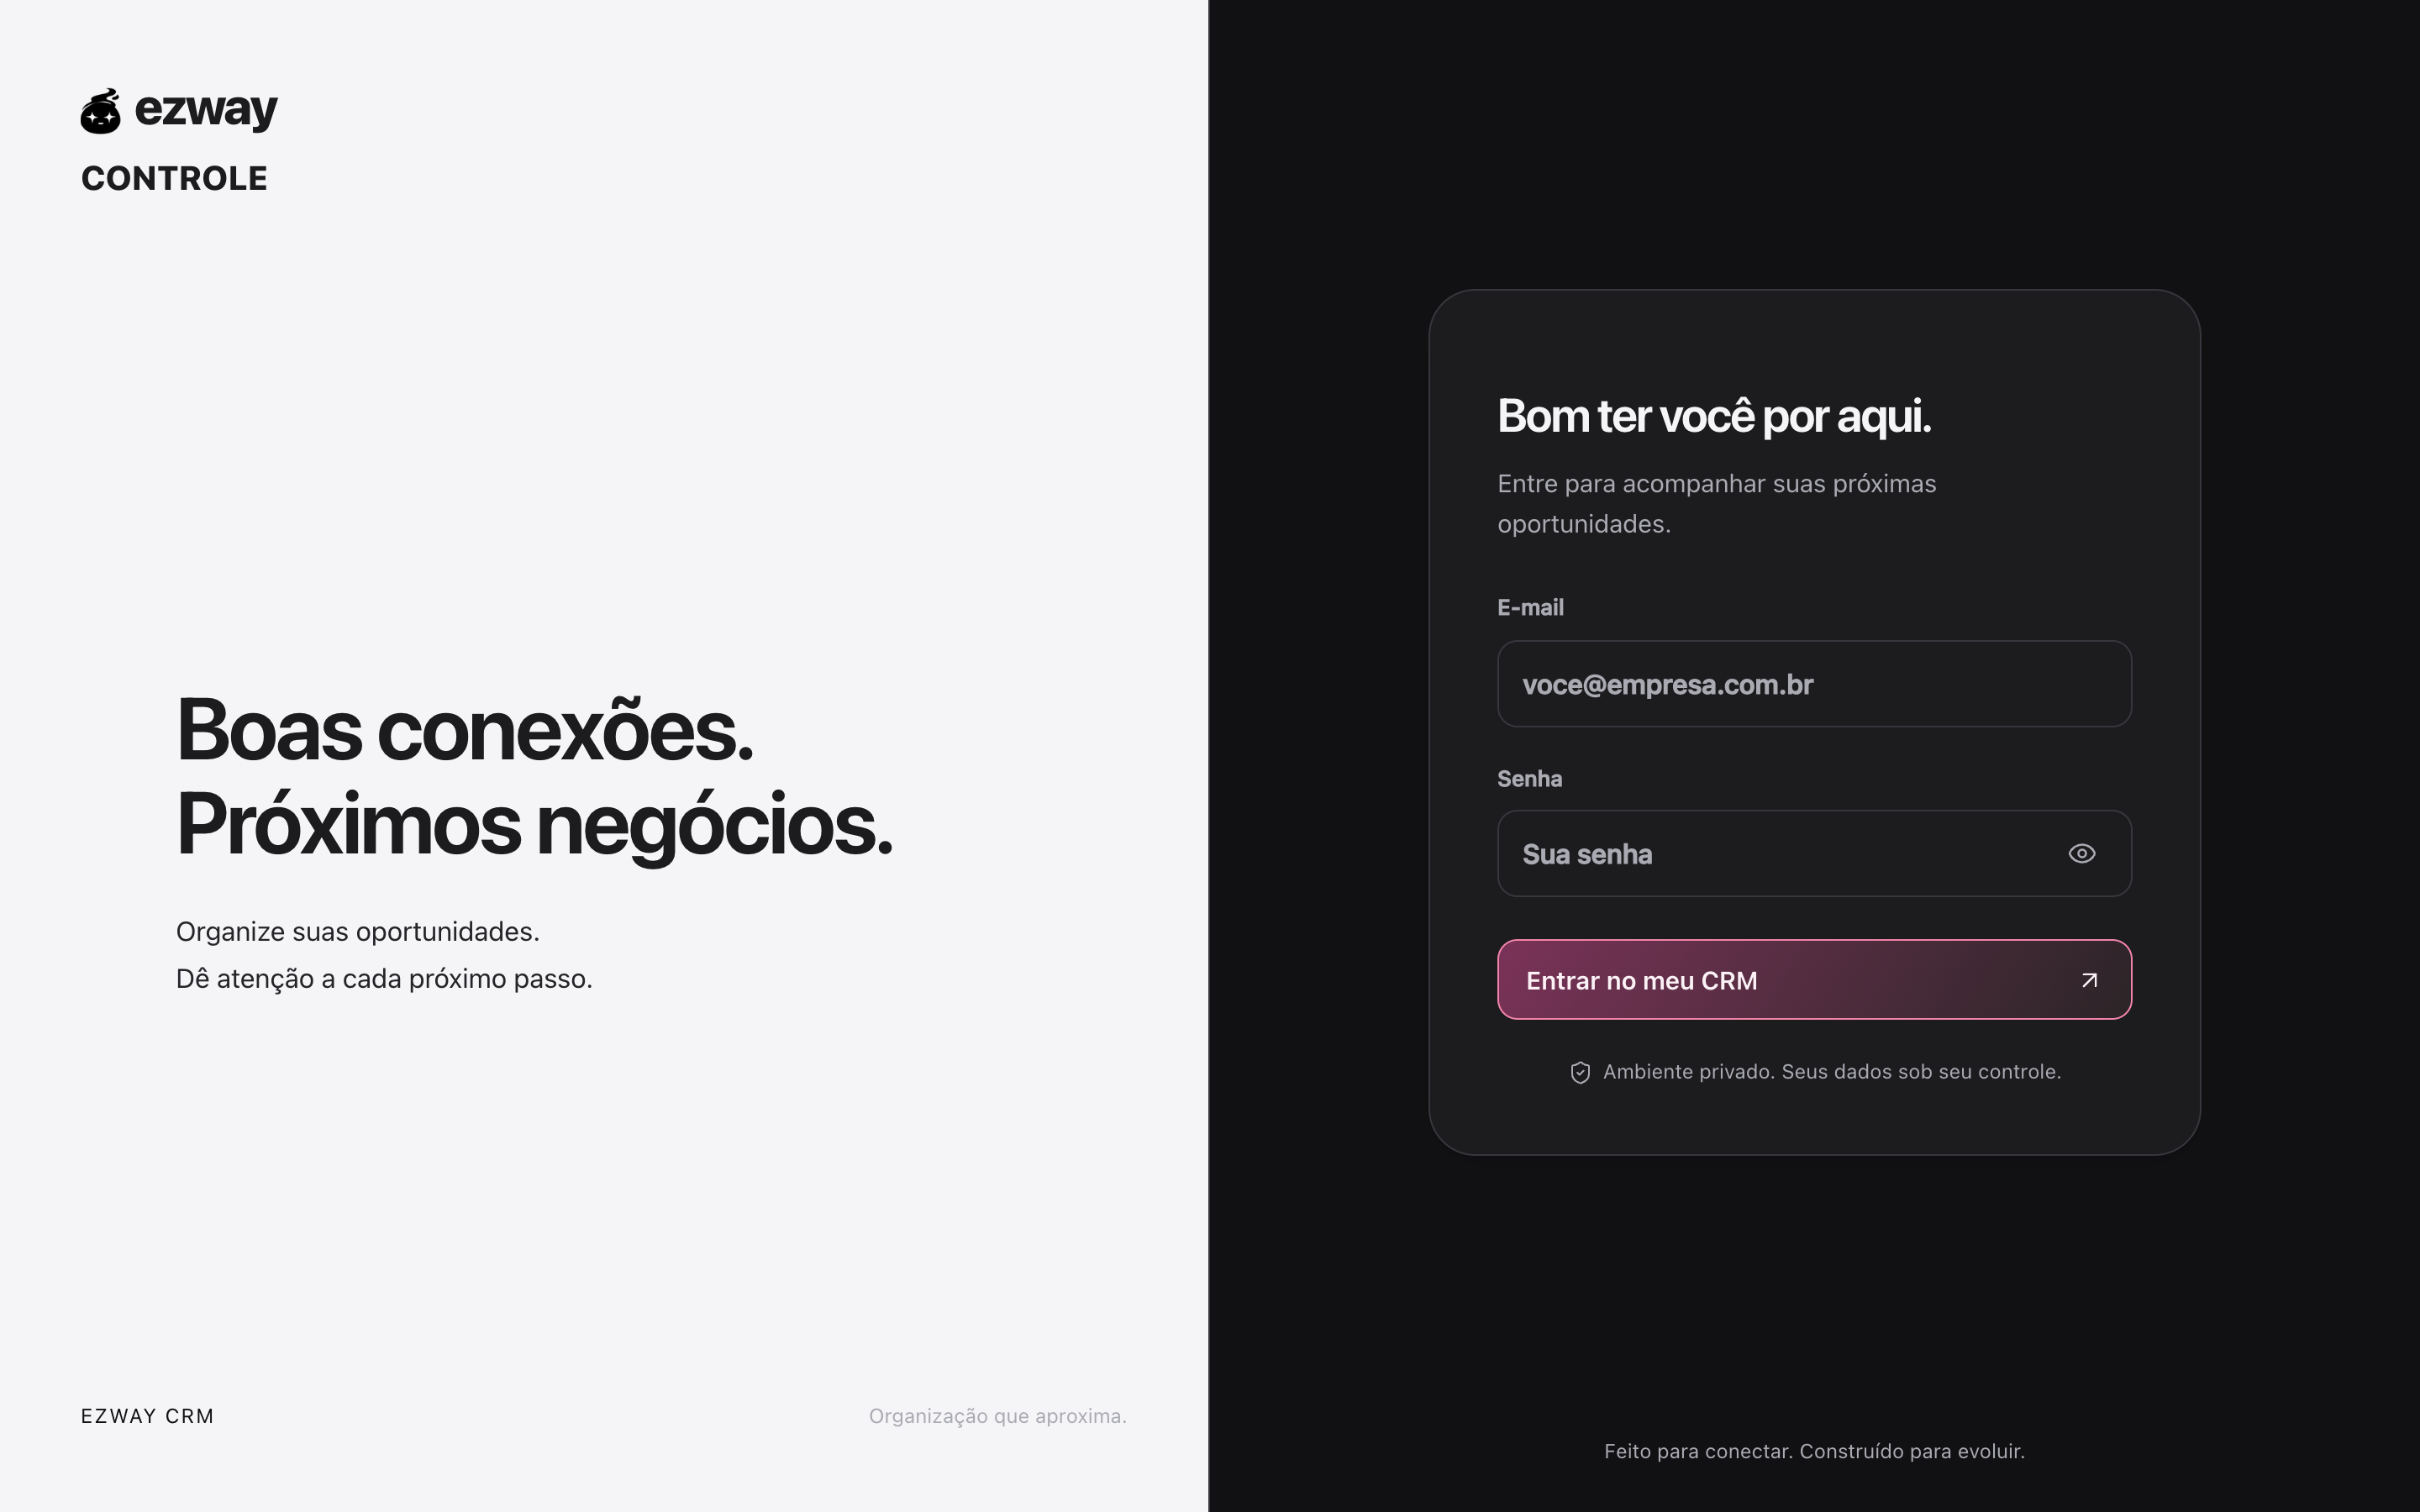 ezway
CONTROLE
Boas conexões.
Próximos negócios.
Organize suas oportunidades.
Dê atenção a cada próximo passo.
EZWAY CRM
Organização que aproxima.
Bom ter você por aqui.
Entre para acompanhar suas próximas
oportunidades.
E-mail
voce@empresa.com.br
Senha
Sua senha
Entrar no meu CRM
Ambiente privado. Seus dados sob seu controle.
Feito para conectar. Construído para evoluir.